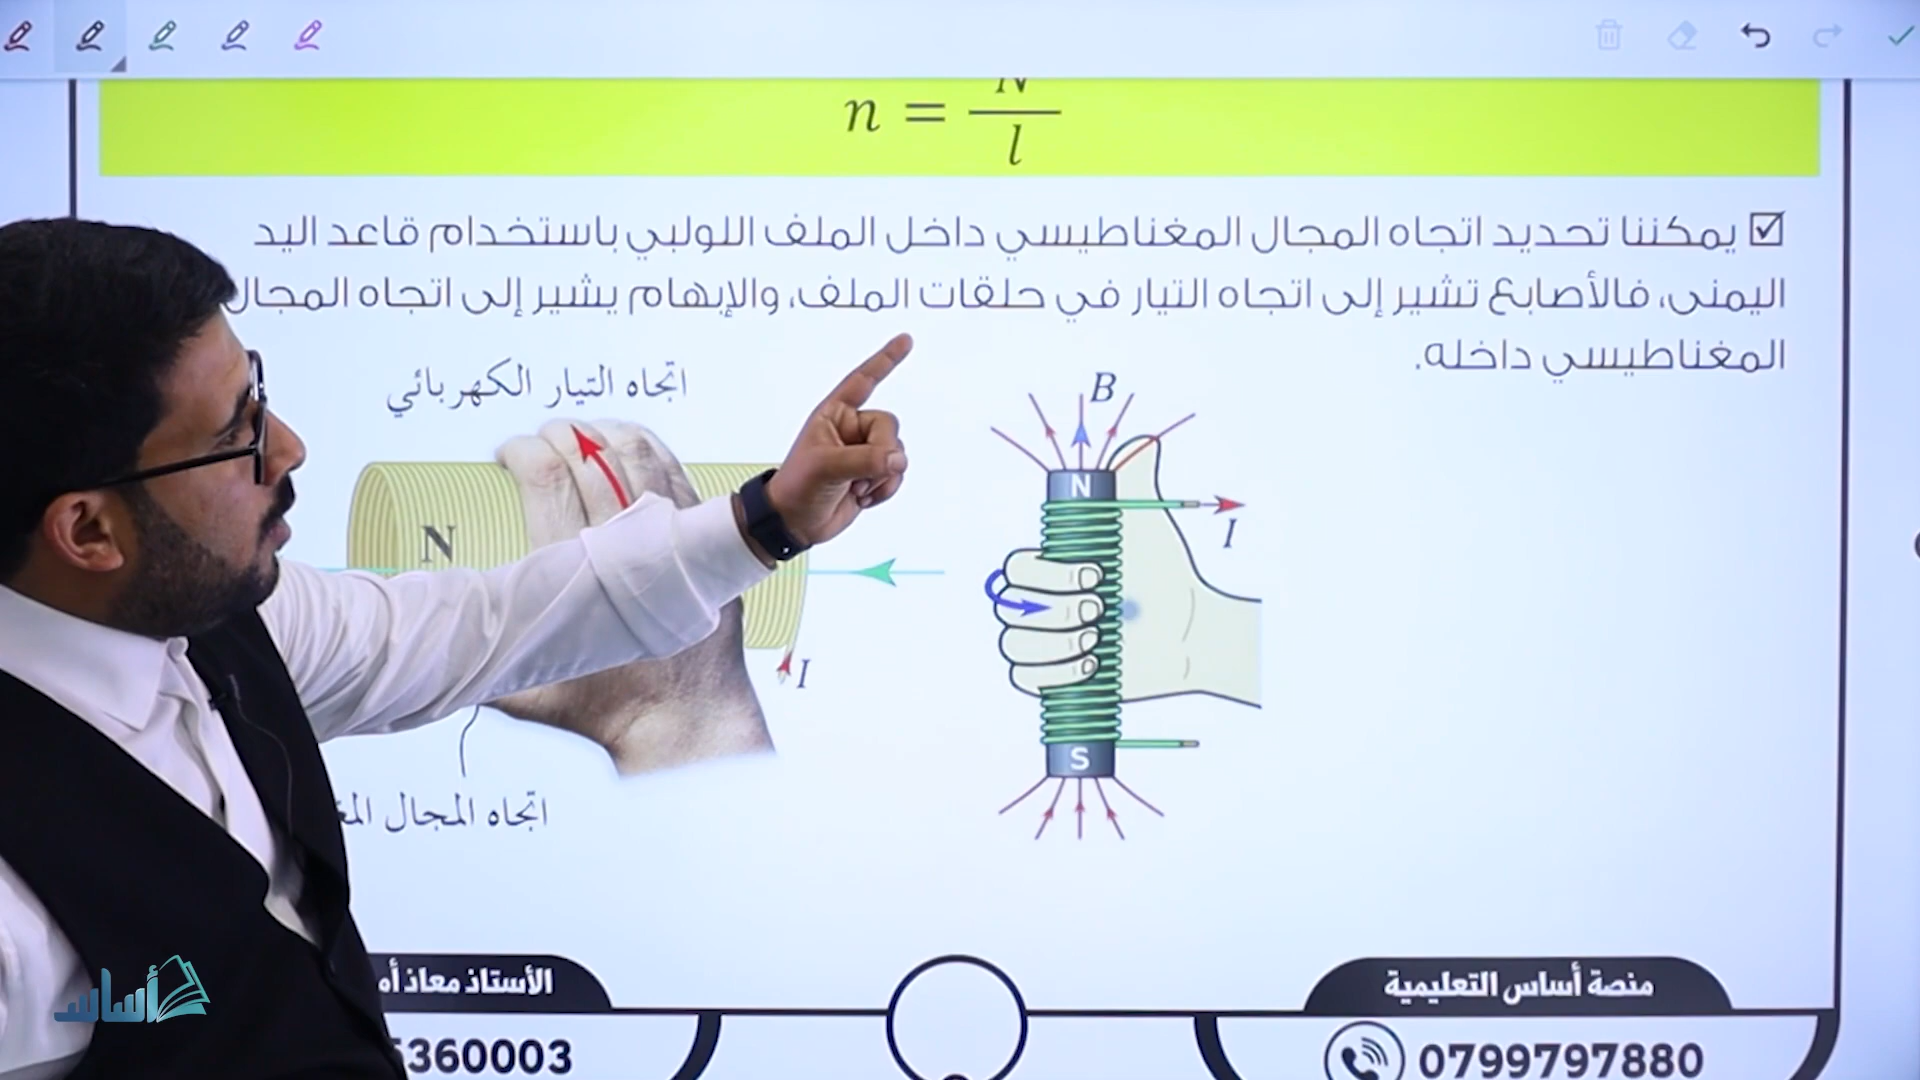 n = N / l
☑ يمكننا تحديد اتجاه المجال المغناطيسي داخل الملف اللولبي باستخدام قاعد اليد
اليمنى، فالأصابع تشير إلى اتجاه التيار في حلقات الملف، والإبهام يشير إلى اتجاه المجال
المغناطيسي داخله.
اتجاه التيار الكهربائي
B
N
I
N
I
S
اتجاه المجال
منصة أساس التعليمية
الأستاذ معاذ
أساس
0799797880
5360003